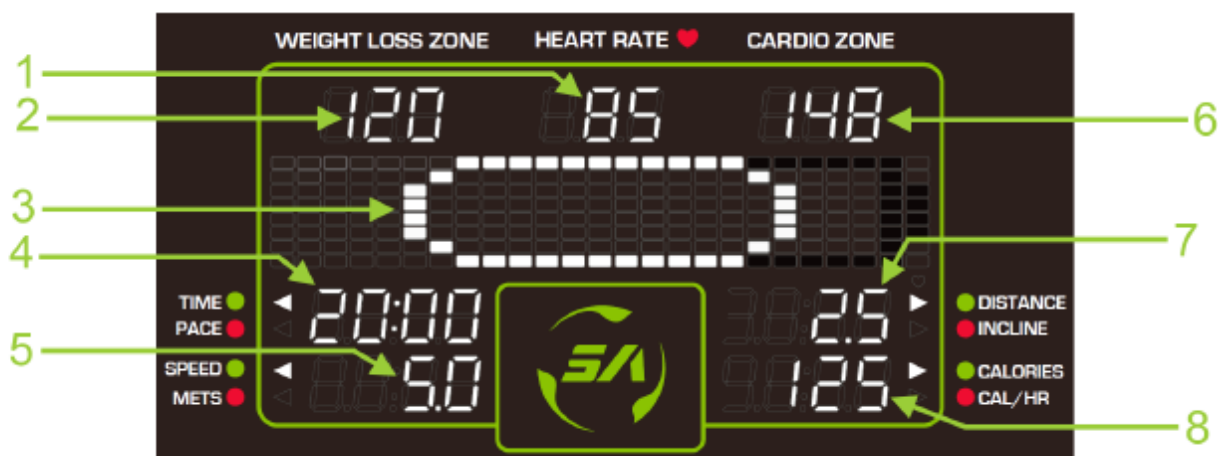 WEIGHT LOSS ZONE HEART RATE CARDIO ZONE
1
2 120 85 148 6
3
4 7
TIME 20:00 2.5 DISTANCE
PACE INCLINE
5 SPEED 5.0 125 CALORIES
METS CAL/HR
SA
8